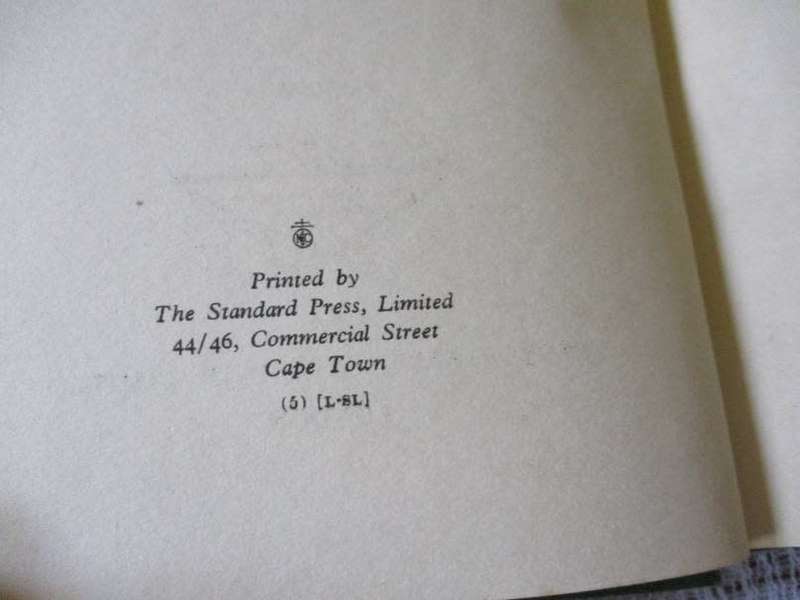 Printed by
The Standard Press, Limited
44/46, Commercial Street
Cape Town
(5) [L-SL]